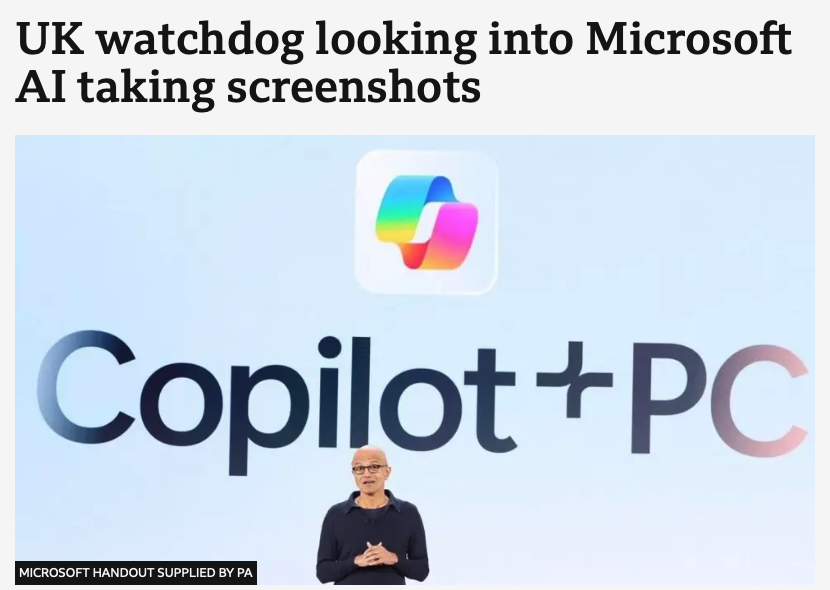 UK watchdog looking into Microsoft
AI taking screenshots
Copilot+PC
MICROSOFT HANDOUT SUPPLIED BY PA